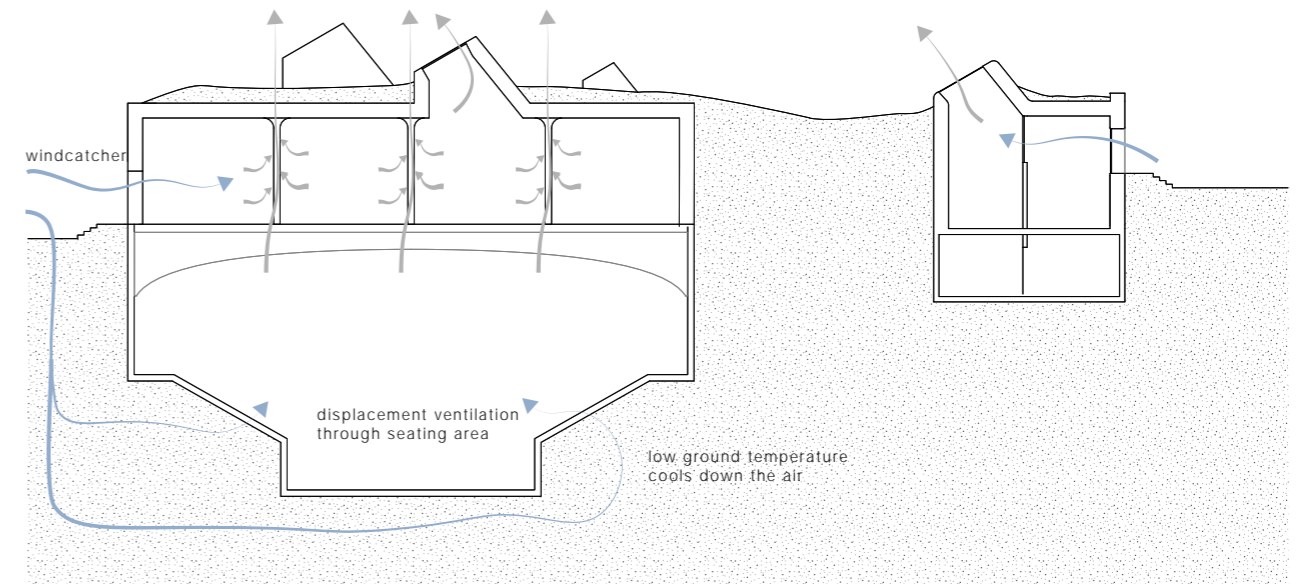 windcatcher
displacement ventilation
through seating area
low ground temperature
cools down the air